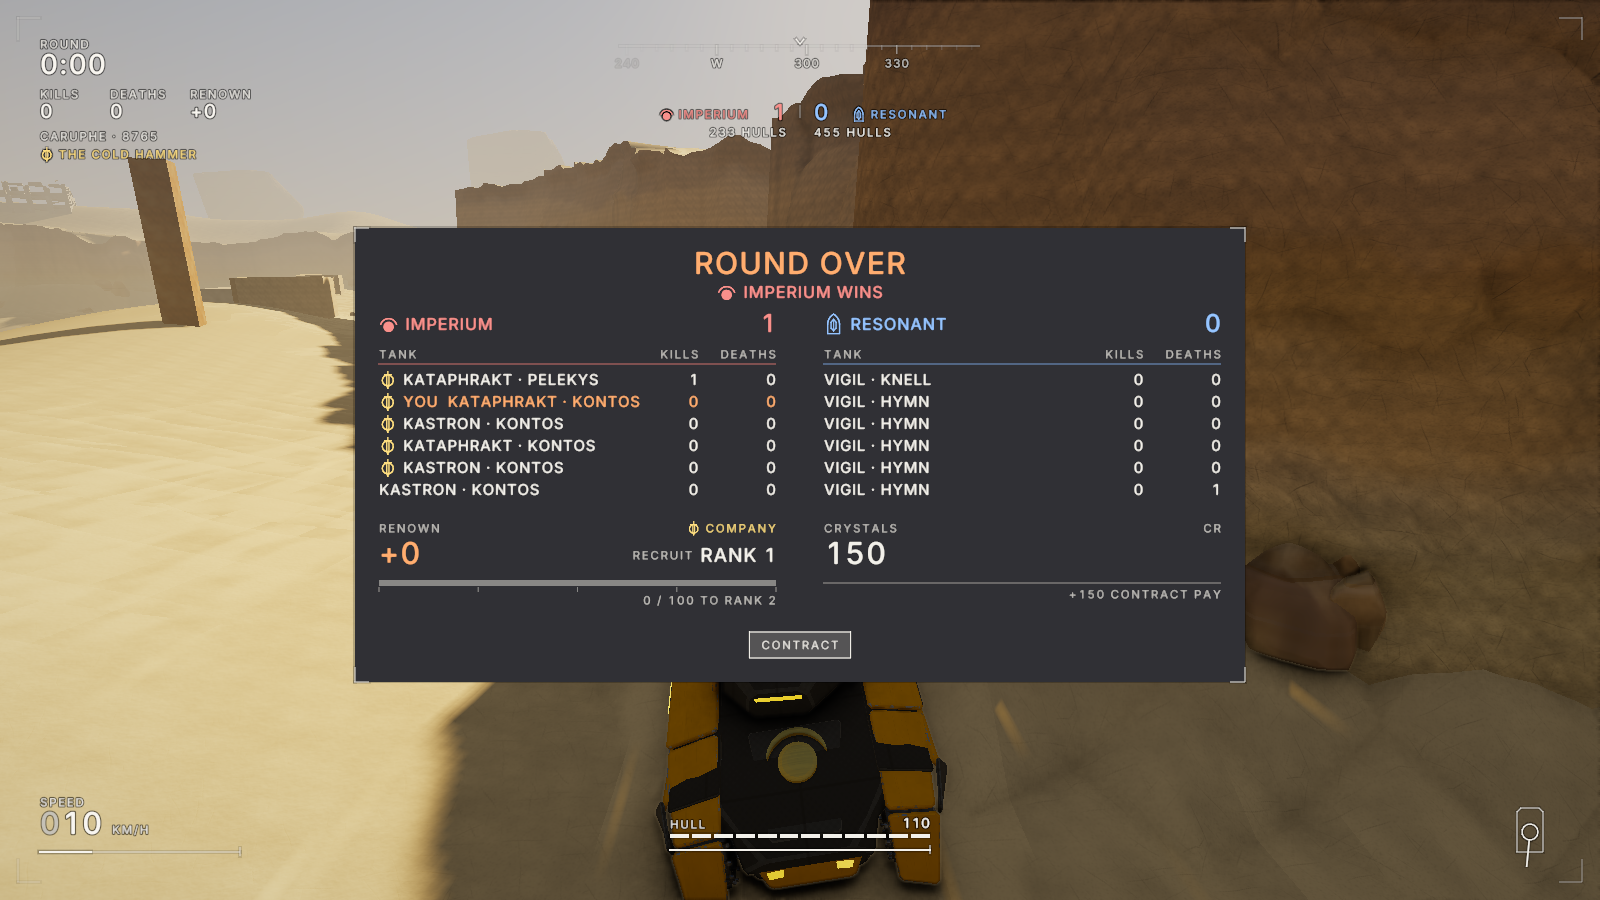 ROUND
0:00
KILLS DEATHS RENOWN
0 0 +0
CARUPHE · 8765
THE COLD HAMMER
240 W 300 330
IMPERIUM 1 | 0 RESONANT
233 HULLS 455 HULLS
ROUND OVER
IMPERIUM WINS
IMPERIUM 1
TANK KILLS DEATHS
KATAPHRAKT · PELEKYS 1 0
YOU KATAPHRAKT · KONTOS 0 0
KASTRON · KONTOS 0 0
KATAPHRAKT · KONTOS 0 0
KASTRON · KONTOS 0 0
KASTRON · KONTOS 0 0
RESONANT 0
TANK KILLS DEATHS
VIGIL · KNELL 0 0
VIGIL · HYMN 0 0
VIGIL · HYMN 0 0
VIGIL · HYMN 0 0
VIGIL · HYMN 0 0
VIGIL · HYMN 0 1
RENOWN COMPANY
+0 RECRUIT RANK 1
0 / 100 TO RANK 2
CRYSTALS CR
150
+150 CONTRACT PAY
CONTRACT
SPEED
010 KM/H
HULL 110